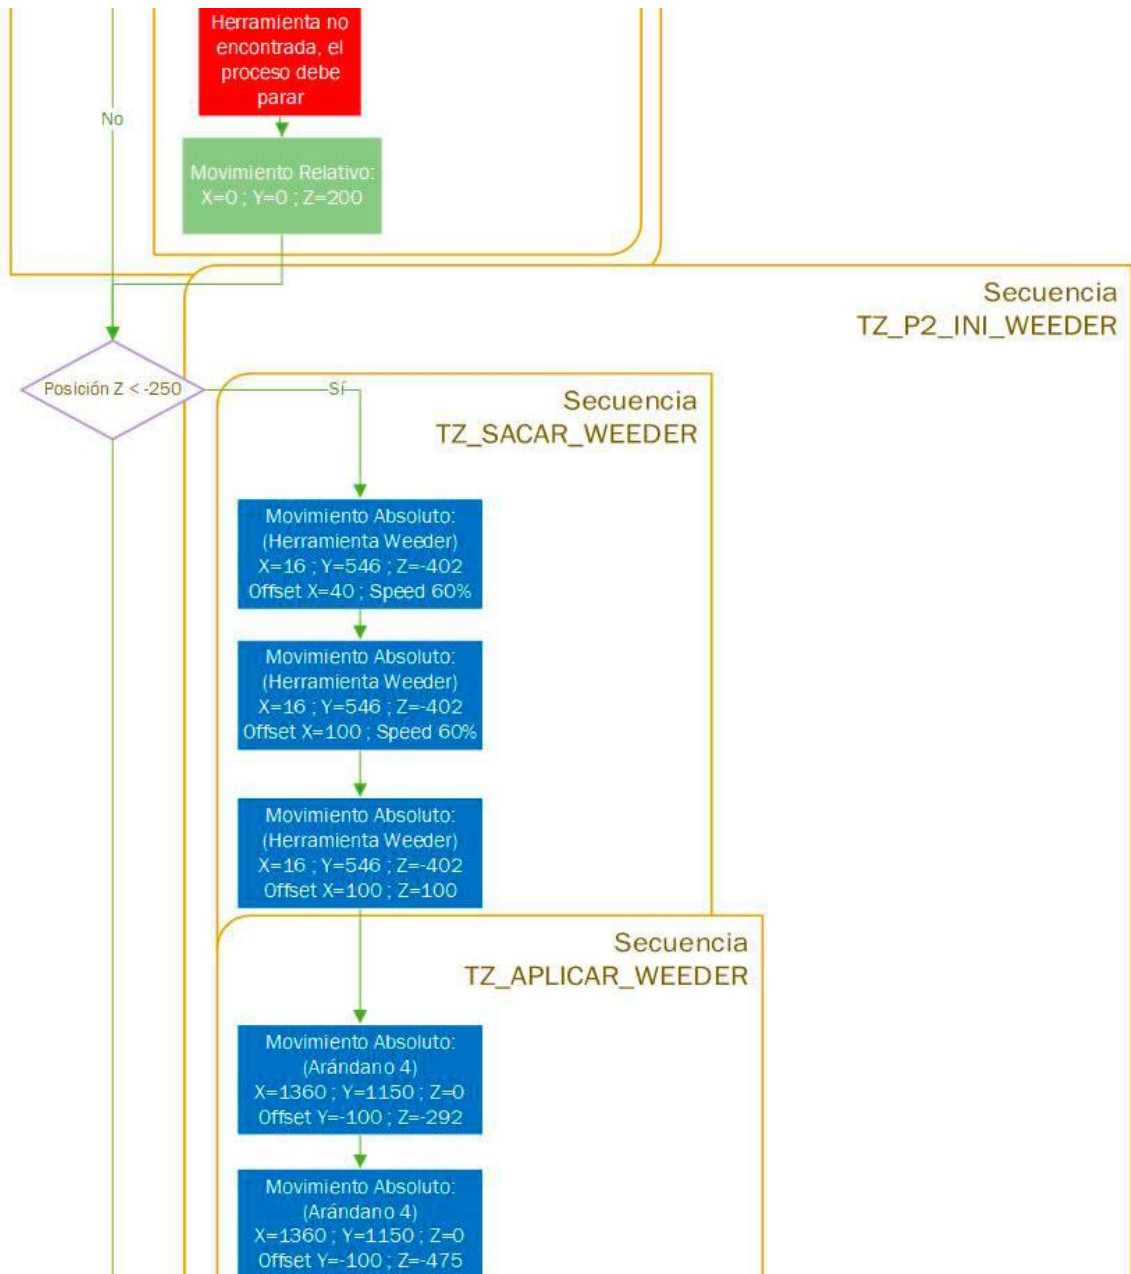 Herramienta no
encontrada, el
proceso debe
parar
No
Movimiento Relativo:
X=0 ; Y=0 ; Z=200
Secuencia
TZ_P2_INI_WEEDER
Posición Z < -250
Sí
Secuencia
TZ_SACAR_WEEDER
Movimiento Absoluto:
(Herramienta Weeder)
X=16 ; Y=546 ; Z=-402
Offset X=40 ; Speed 60%
Movimiento Absoluto:
(Herramienta Weeder)
X=16 ; Y=546 ; Z=-402
Offset X=100 ; Speed 60%
Movimiento Absoluto:
(Herramienta Weeder)
X=16 ; Y=546 ; Z=-402
Offset X=100 ; Z=100
Secuencia
TZ_APLICAR_WEEDER
Movimiento Absoluto:
(Arándano 4)
X=1360 ; Y=1150 ; Z=0
Offset Y=-100 ; Z=-292
Movimiento Absoluto:
(Arándano 4)
X=1360 ; Y=1150 ; Z=0
Offset Y=-100 ; Z=-475